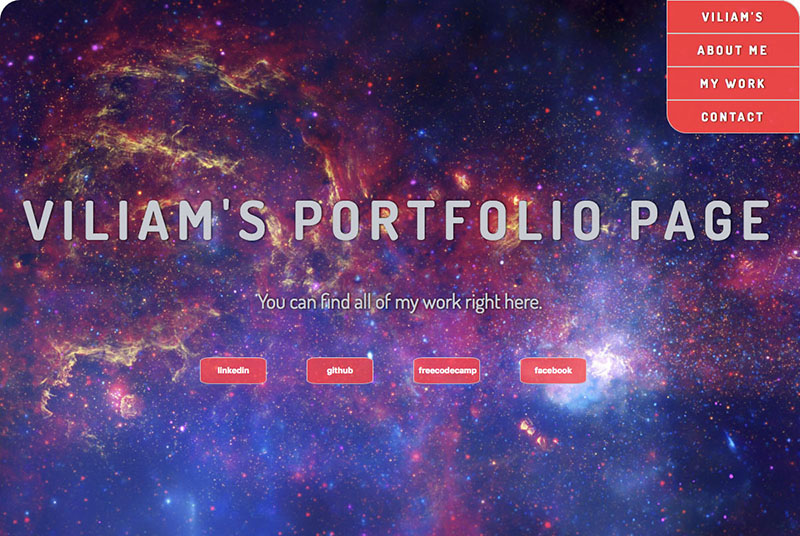 VILIAM'S
ABOUT ME
MY WORK
CONTACT
VILIAM'S PORTFOLIO PAGE
You can find all of my work right here.
linkedin github freecodecamp facebook